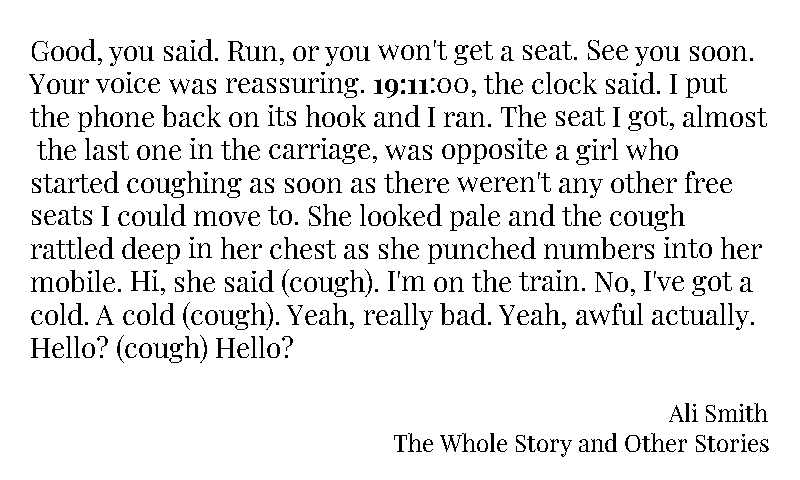 Good, you said. Run, or you won't get a seat. See you soon.
Your voice was reassuring. 19:11:00, the clock said. I put
the phone back on its hook and I ran. The seat I got, almost
the last one in the carriage, was opposite a girl who
started coughing as soon as there weren't any other free
seats I could move to. She looked pale and the cough
rattled deep in her chest as she punched numbers into her
mobile. Hi, she said (cough). I'm on the train. No, I've got a
cold. A cold (cough). Yeah, really bad. Yeah, awful actually.
Hello? (cough) Hello?
Ali Smith
The Whole Story and Other Stories